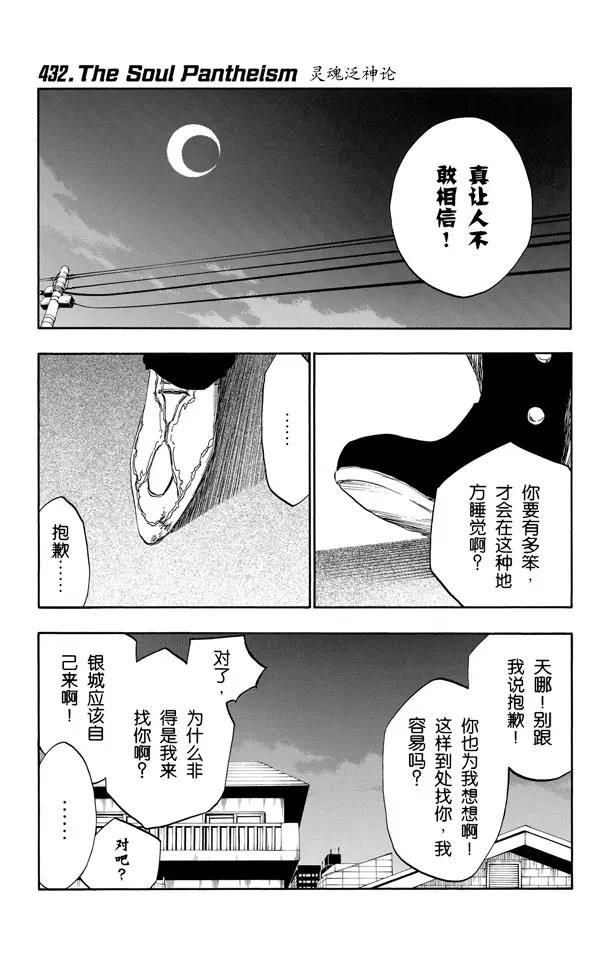 432. The Soul Pantheism 灵魂泛神论
真让人不
敢相信！
你要有多笨，
才会在这种地
方睡觉啊？
……
抱歉……
天哪！别跟
我说抱歉！
你也为我想想啊！
这样到处找你，我
容易吗？
对了，
为什么非
得是我来
找你啊？
银城应该自
己来啊！
对吧？
……